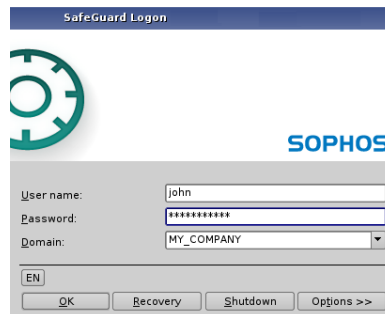 SafeGuard Logon
SOPHOS
User name: john
Password: ***********
Domain: MY_COMPANY
EN
OK Recovery Shutdown Options >>